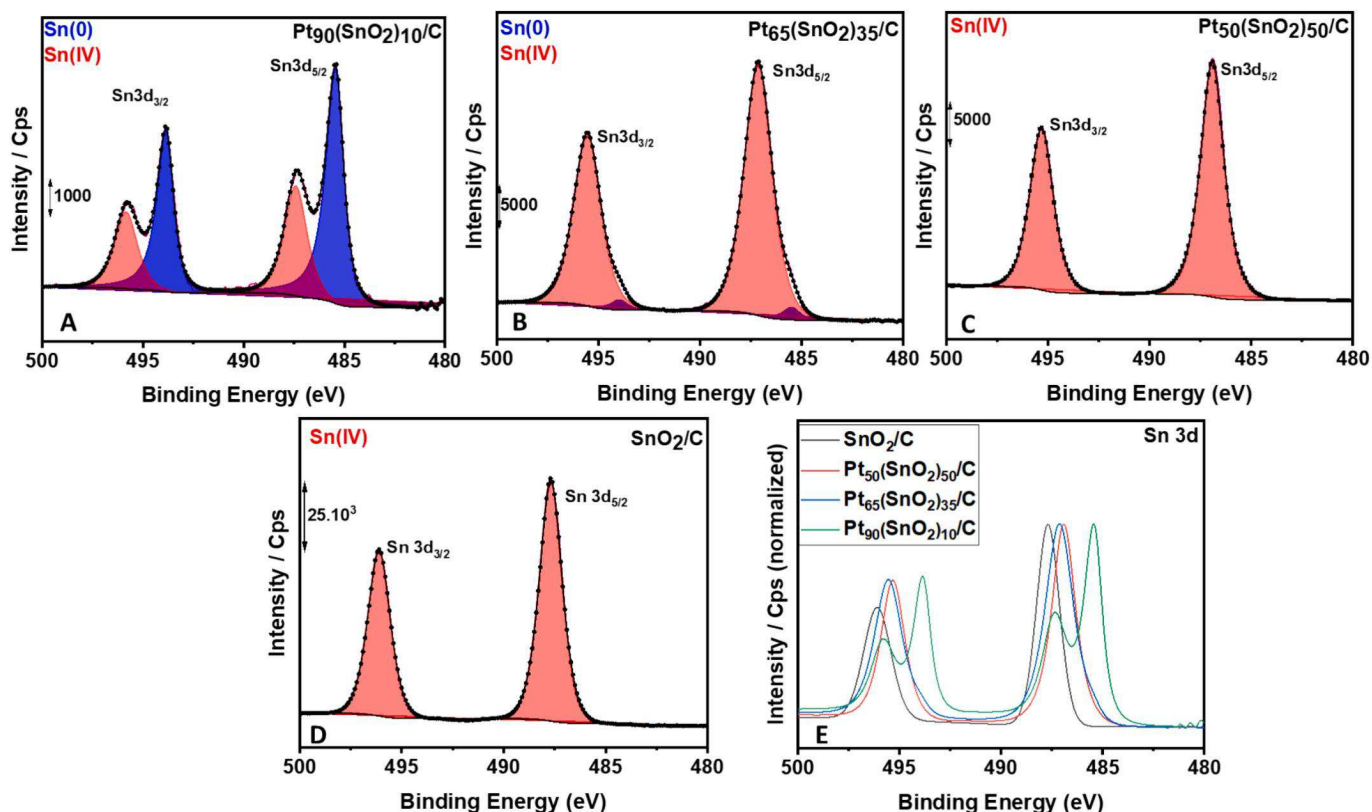 Sn(0)
Sn(IV)
Pt90(SnO2)10/C
Sn3d5/2
Sn3d3/2
1000
Intensity / Cps
A
500 495 490 485 480
Binding Energy (eV)
Sn(0)
Sn(IV)
Pt65(SnO2)35/C
Sn3d5/2
Sn3d3/2
5000
Intensity / Cps
B
500 495 490 485 480
Binding Energy (eV)
Sn(IV)
Pt50(SnO2)50/C
Sn3d5/2
Sn3d3/2
5000
Intensity / Cps
C
500 495 490 485 480
Binding Energy (eV)
Sn(IV)
SnO2/C
Sn 3d5/2
Sn 3d3/2
25.10³
Intensity / Cps
D
500 495 490 485 480
Binding Energy (eV)
SnO2/C
Pt50(SnO2)50/C
Pt65(SnO2)35/C
Pt90(SnO2)10/C
Sn 3d
Intensity / Cps (normalized)
E
500 495 490 485 480
Binding Energy (eV)